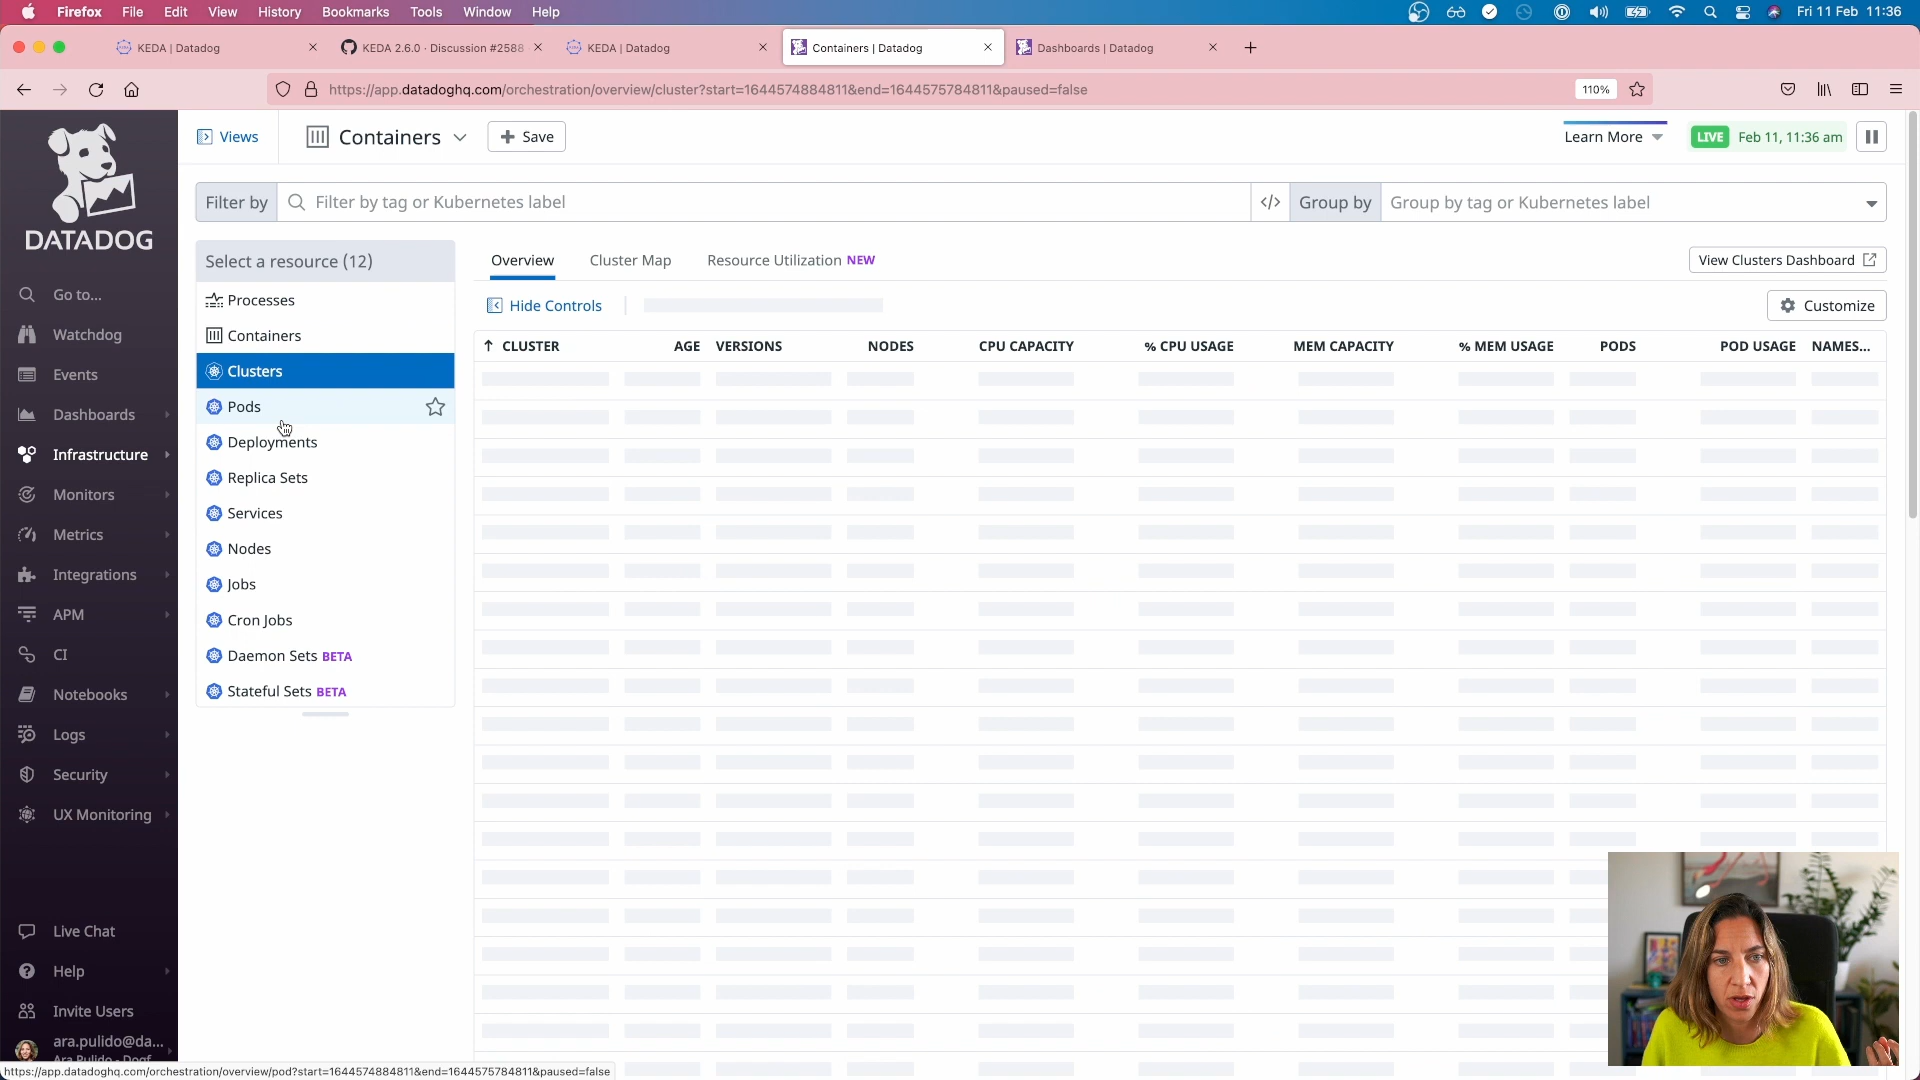 Firefox File Edit View History Bookmarks Tools Window Help
Fri 11 Feb 11:36
KEDA | Datadog
KEDA 2.6.0 · Discussion #2588
KEDA | Datadog
Containers | Datadog
Dashboards | Datadog
https://app.datadoghq.com/orchestration/overview/cluster?start=1644574884811&end=1644575784811&paused=false
110%
DATADOG
Go to...
Watchdog
Events
Dashboards
Infrastructure
Monitors
Metrics
Integrations
APM
CI
Notebooks
Logs
Security
UX Monitoring
Live Chat
Help
Invite Users
ara.pulido@da...
Ara Pulido - Dogf
Views
Containers
Save
Learn More
LIVE Feb 11, 11:36 am
Filter by
Filter by tag or Kubernetes label
</>
Group by
Group by tag or Kubernetes label
Select a resource (12)
Processes
Containers
Clusters
Pods
Deployments
Replica Sets
Services
Nodes
Jobs
Cron Jobs
Daemon Sets BETA
Stateful Sets BETA
Overview
Cluster Map
Resource Utilization NEW
View Clusters Dashboard
Hide Controls
Customize
CLUSTER AGE VERSIONS NODES CPU CAPACITY % CPU USAGE MEM CAPACITY % MEM USAGE PODS POD USAGE NAMES...
https://app.datadoghq.com/orchestration/overview/pod?start=1644574884811&end=1644575784811&paused=false